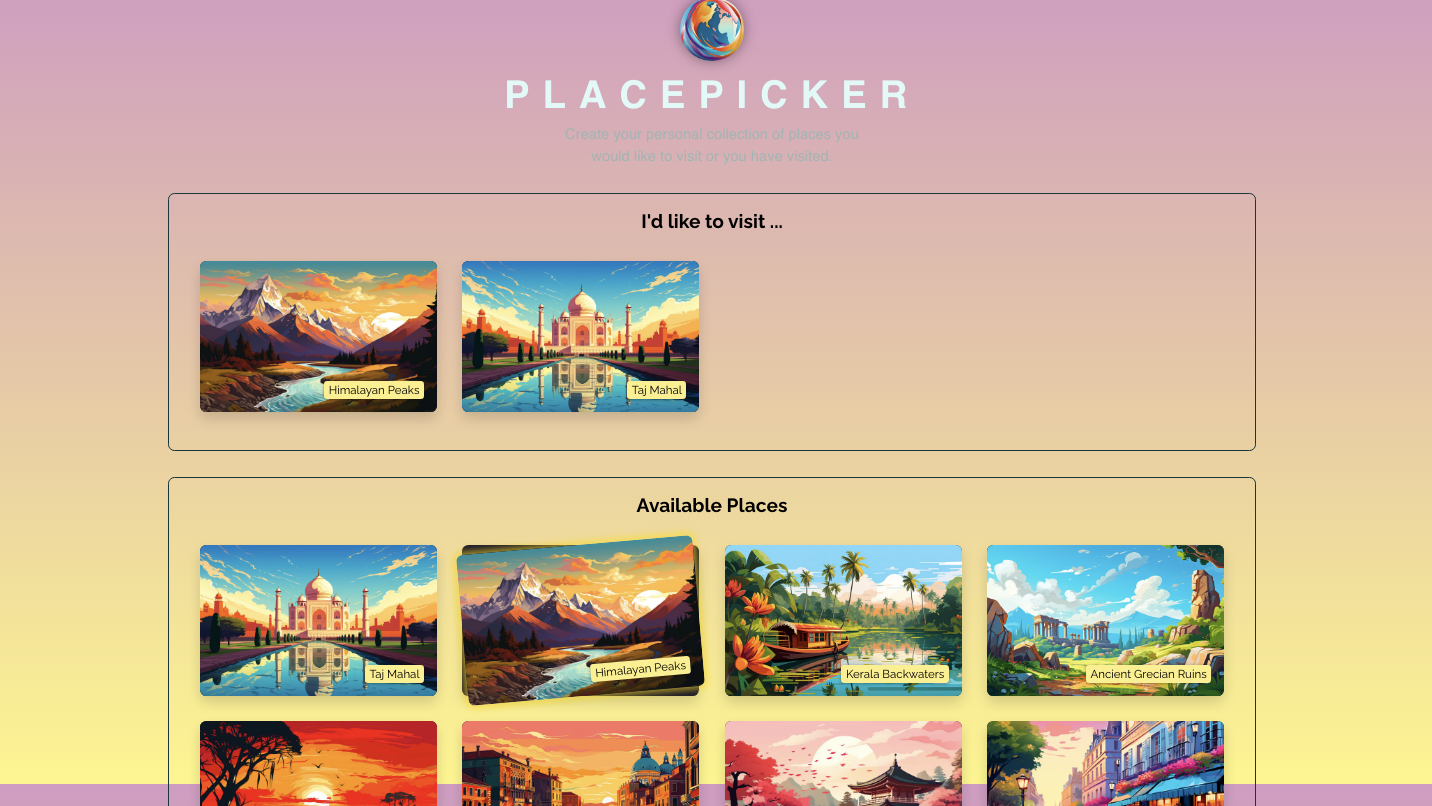 PLACEPICKER
Create your personal collection of places you
would like to visit or you have visited.
I'd like to visit ...
Himalayan Peaks
Taj Mahal
Available Places
Taj Mahal
Himalayan Peaks
Kerala Backwaters
Ancient Grecian Ruins